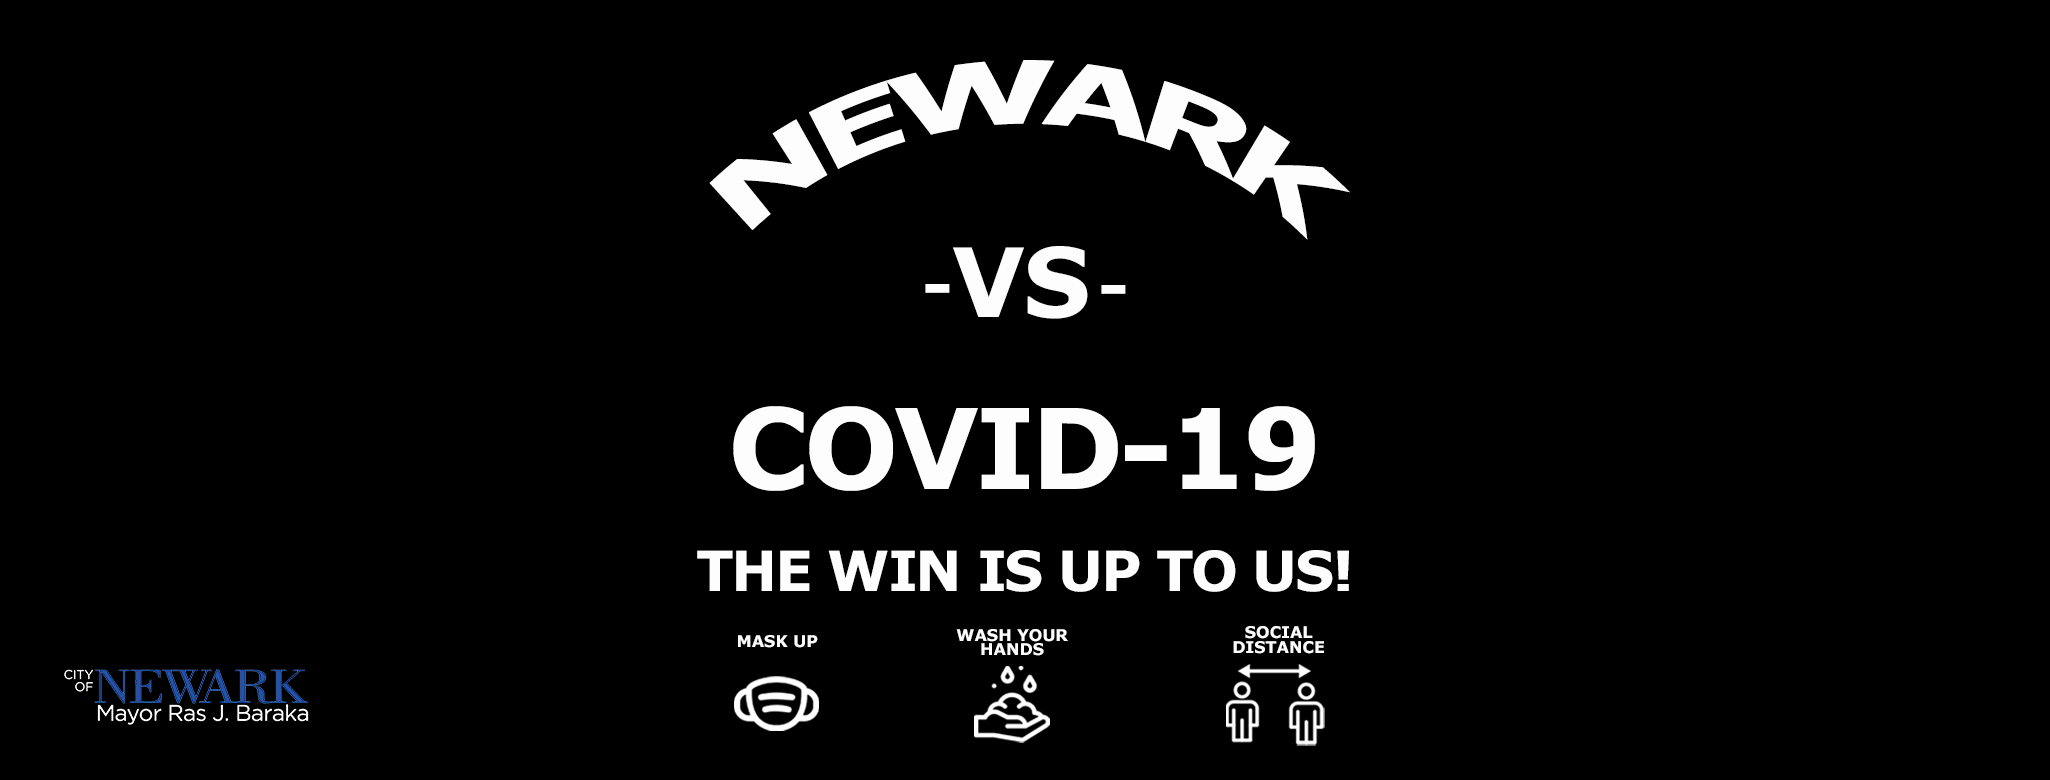 NEWARK
-VS-
COVID-19
THE WIN IS UP TO US!
MASK UP
WASH YOUR
HANDS
SOCIAL
DISTANCE
CITY
OF
NEWARK
Mayor Ras J. Baraka